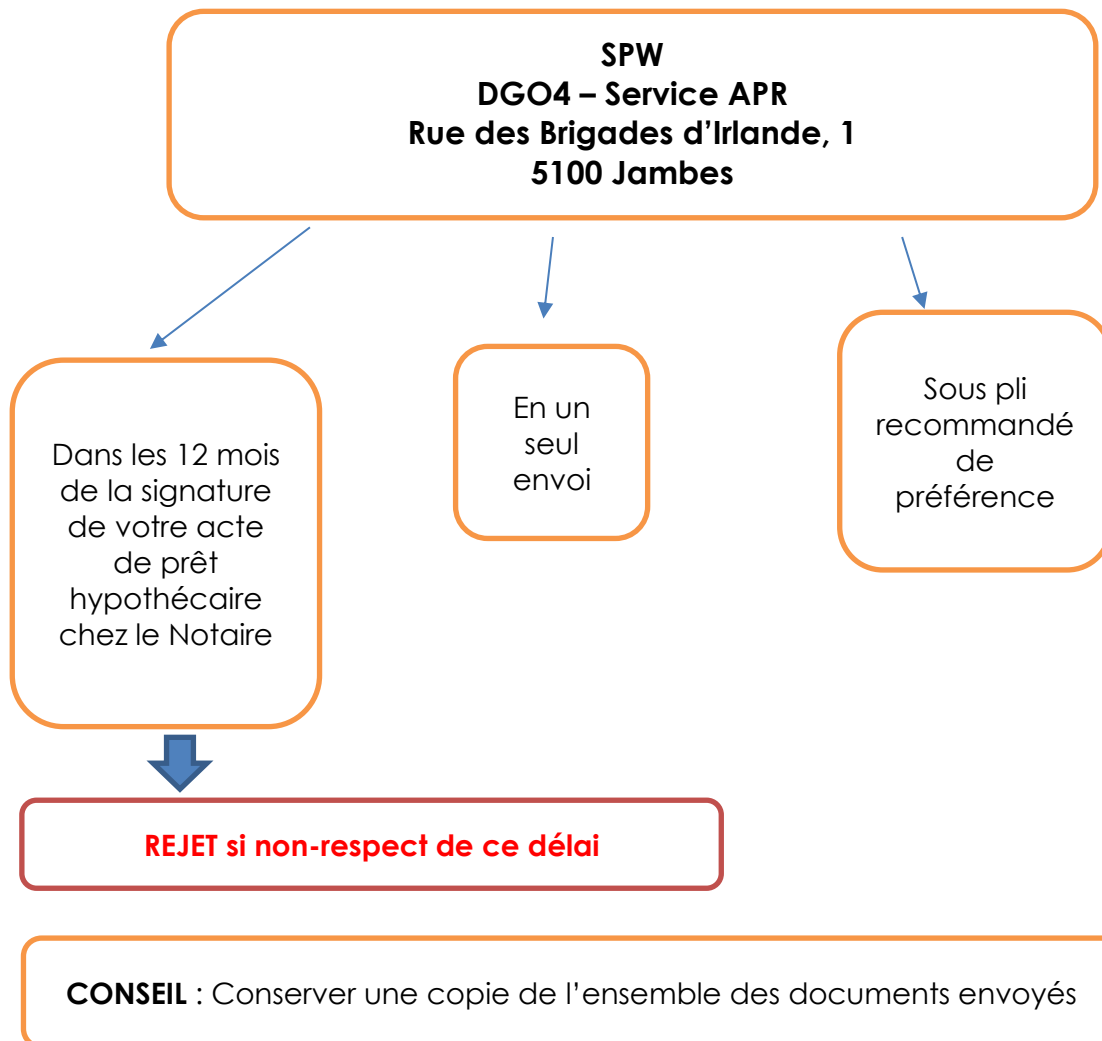 SPW
DGO4 – Service APR
Rue des Brigades d’Irlande, 1
5100 Jambes
Dans les 12 mois
de la signature
de votre acte
de prêt
hypothécaire
chez le Notaire
En un
seul
envoi
Sous pli
recommandé
de
préférence
REJET si non-respect de ce délai
CONSEIL : Conserver une copie de l’ensemble des documents envoyés